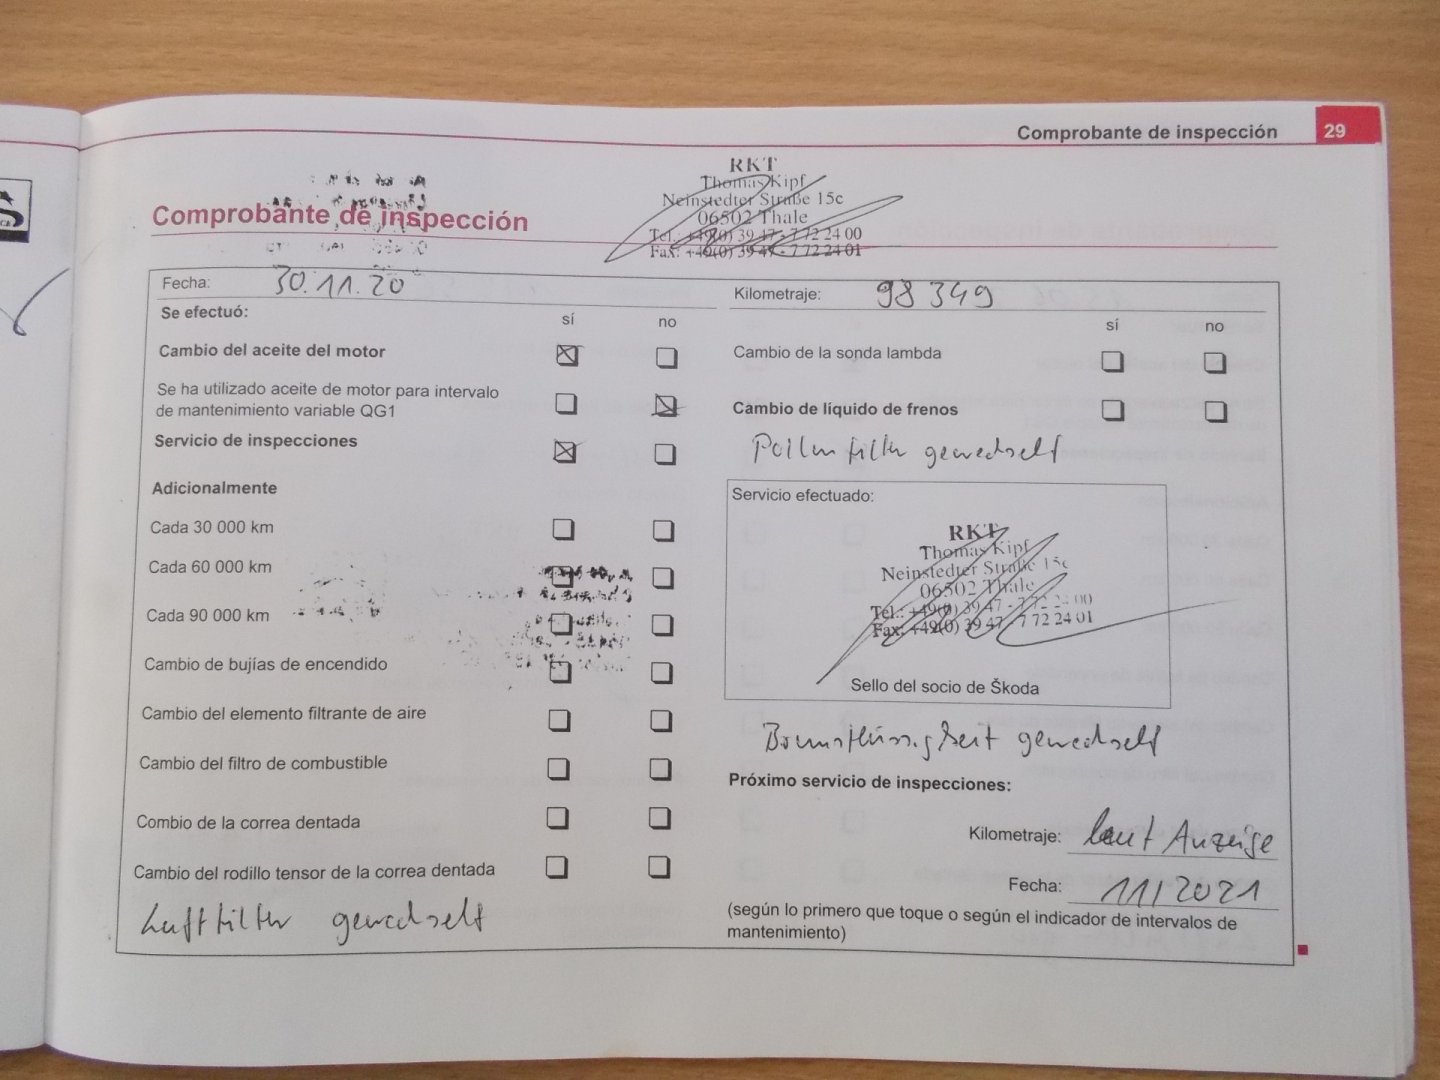 Comprobante de inspección 29
RKT
Thomas Kipf
Neinstedter Straße 15c
06502 Thale
Tel.: +49(0) 39 47 - 7 72 24 00
Fax: +49(0) 39 47 - 7 72 24 01
Comprobante de inspección
Fecha: 30.11.20
Se efectuó:
sí no
Cambio del aceite del motor
Se ha utilizado aceite de motor para intervalo
de mantenimiento variable QG1
Servicio de inspecciones
Adicionalmente
Cada 30 000 km
Cada 60 000 km
Cada 90 000 km
Cambio de bujías de encendido
Cambio del elemento filtrante de aire
Cambio del filtro de combustible
Combio de la correa dentada
Cambio del rodillo tensor de la correa dentada
Luftfilter gewechselt
Kilometraje: 98 349
sí no
Cambio de la sonda lambda
Cambio de líquido de frenos
Pollenfilter gewechselt
Servicio efectuado:
RKT
Thomas Kipf
Neinstedter Straße 15c
06502 Thale
Tel.: +49(0) 39 47 - 7 72 24 00
Fax: +49(0) 39 47 - 7 72 24 01
Sello del socio de Škoda
Bremsflüssigkeit gewechselt
Próximo servicio de inspecciones:
Kilometraje: laut Anzeige
Fecha: 11/2021
(según lo primero que toque o según el indicador de intervalos de
mantenimiento)